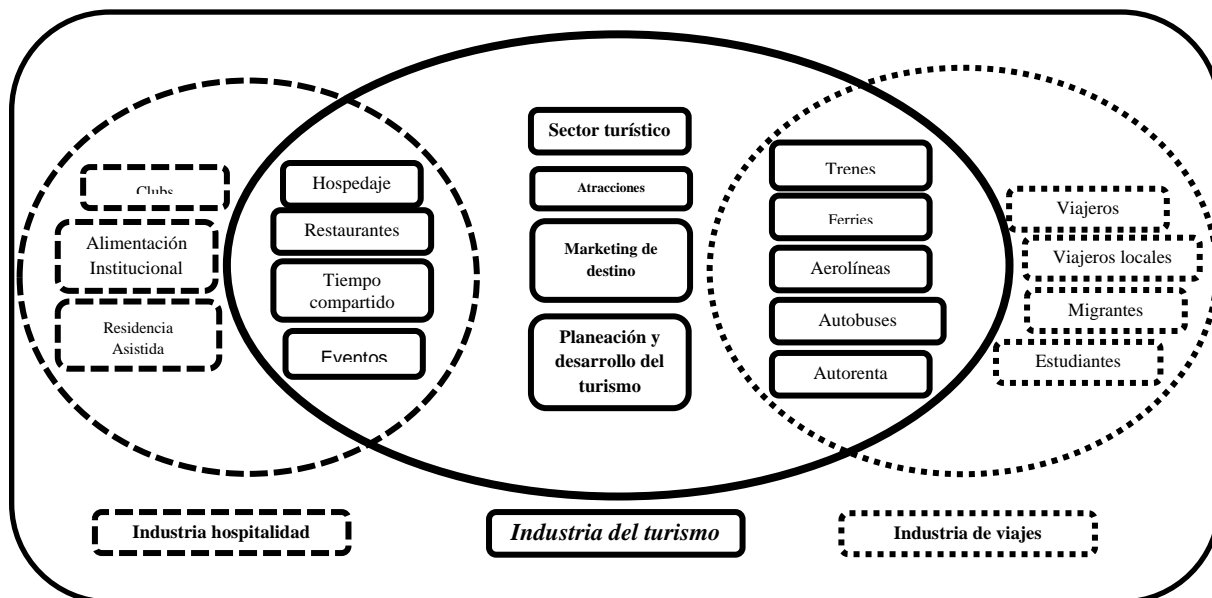 Clubs
Alimentación
Institucional
Residencia
Asistida
Hospedaje
Restaurantes
Tiempo
compartido
Eventos
Sector turístico
Atracciones
Marketing de
destino
Planeación y
desarrollo del
turismo
Trenes
Ferries
Aerolíneas
Autobuses
Autorenta
Viajeros
Viajeros locales
Migrantes
Estudiantes
Industria hospitalidad
Industria del turismo
Industria de viajes